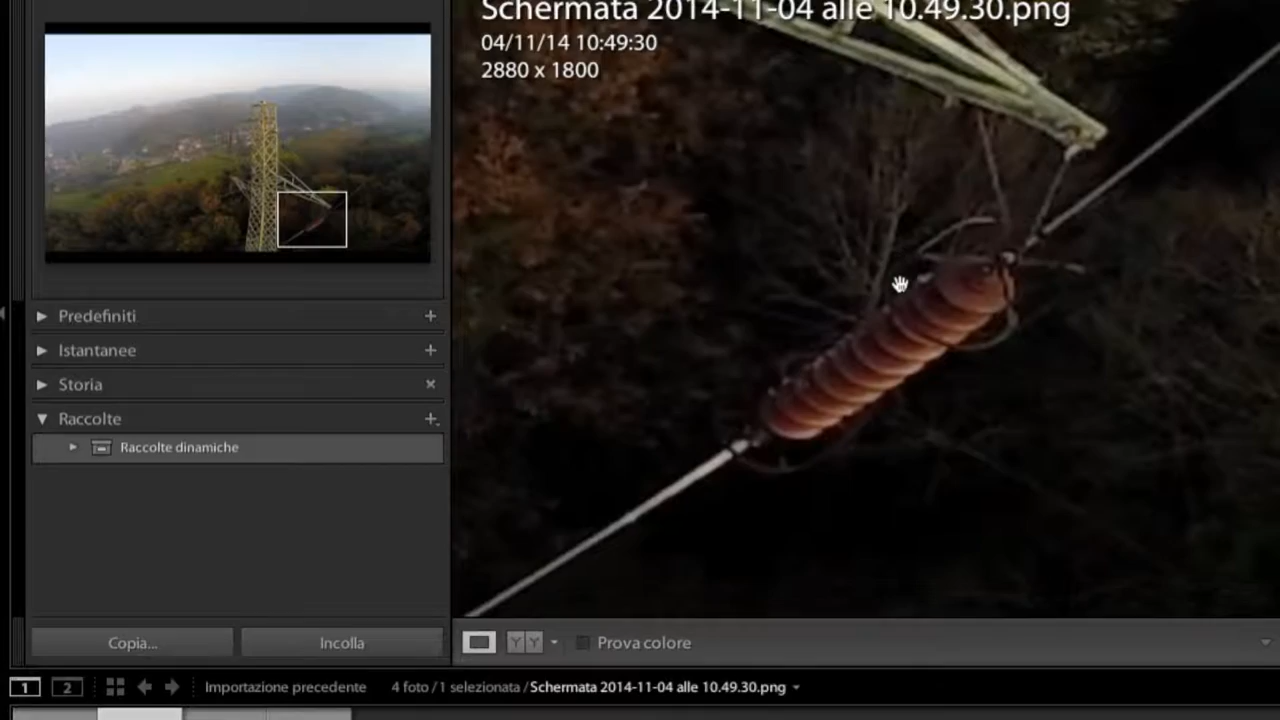 Schermata 2014-11-04 alle 10.49.30.png
04/11/14 10:49:30
2880 x 1800
Predefiniti
Istantanee
Storia
Raccolte
Raccolte dinamiche
Copia...
Incolla
Y Y
Prova colore
1 2
Importazione precedente
4 foto / 1 selezionata / Schermata 2014-11-04 alle 10.49.30.png